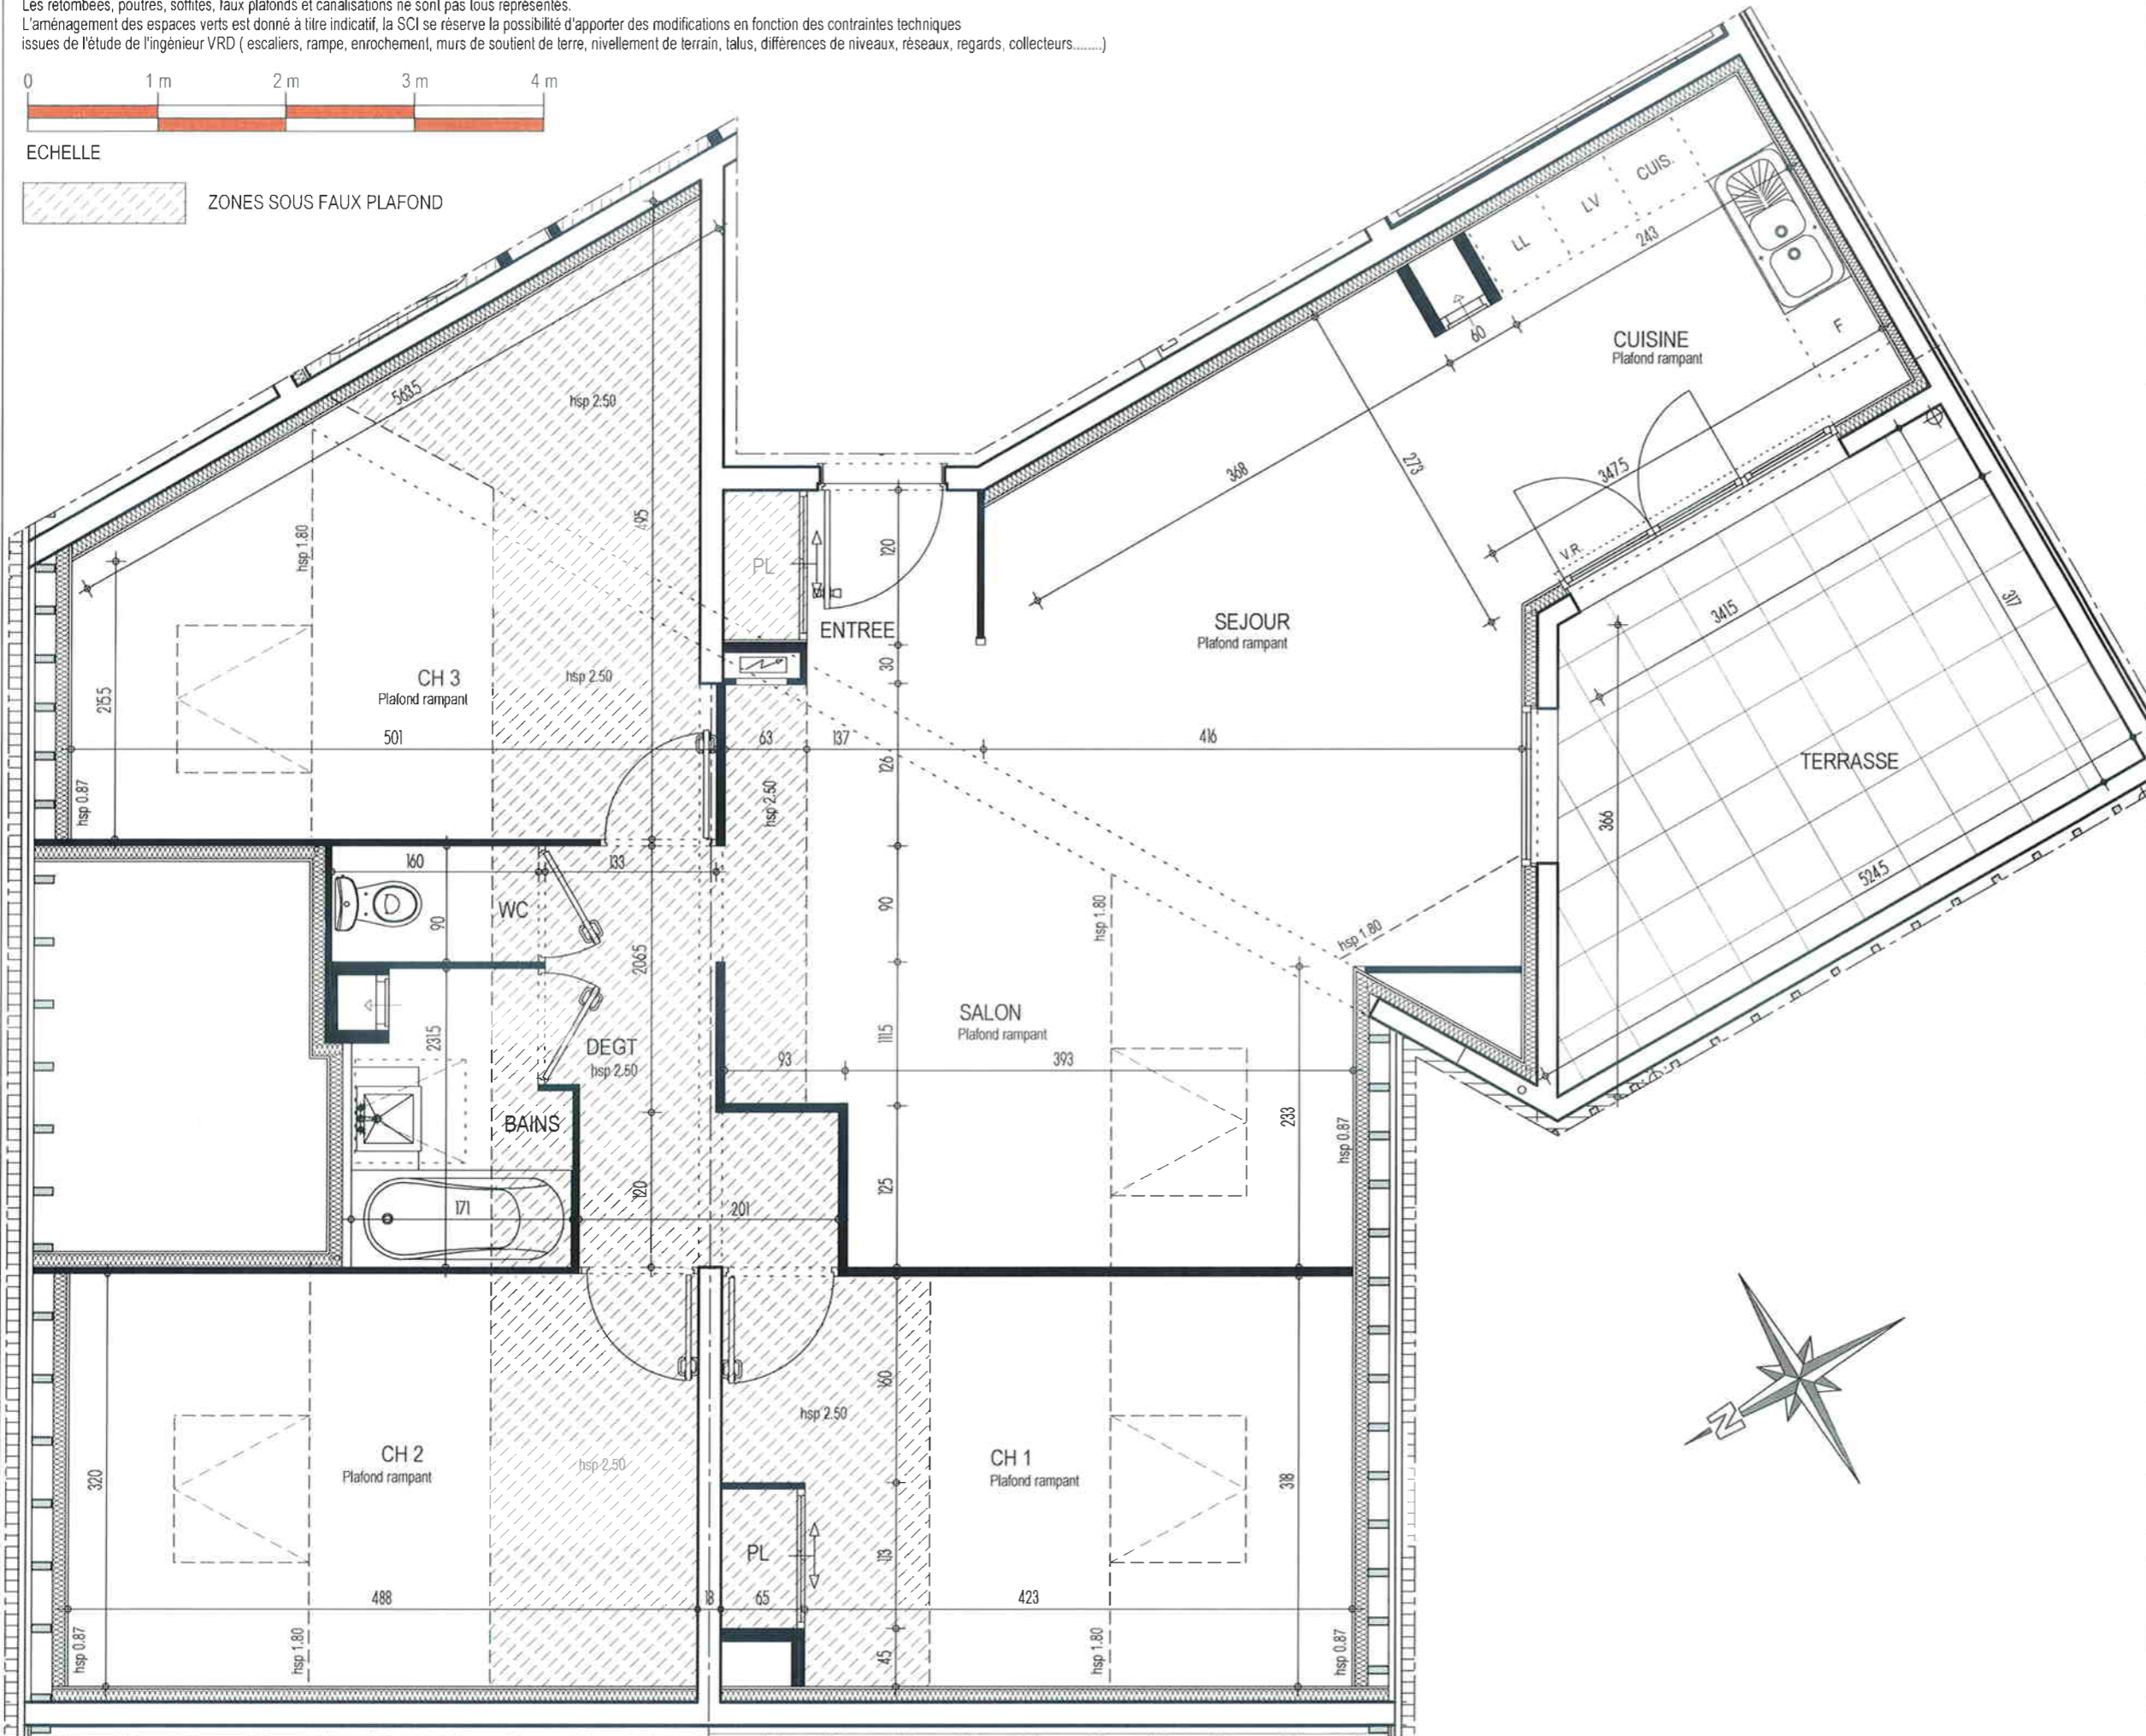 Les retombées, poutres, soffites, faux plafonds et canalisations ne sont pas tous représentés.
L'aménagement des espaces verts est donné à titre indicatif, la SCI se réserve la possibilité d'apporter des modifications en fonction des contraintes techniques
issues de l'étude de l'ingénieur VRD ( escaliers, rampe, enrochement, murs de soutient de terre, nivellement de terrain, talus, différences de niveaux, réseaux, regards, collecteurs........)
0 1 m 2 m 3 m 4 m
ECHELLE
ZONES SOUS FAUX PLAFOND
CUIS.
LV
LL
243
F
60
CUISINE
Plafond rampant
563.5
hsp 2.50
368
273
347.5
V.R.
495
hsp 1.80
120
PL
ENTREE
SEJOUR
Plafond rampant
341.5
317
30
CH 3
Plafond rampant
hsp 2.50
215.5
501
63
137
416
126
hsp 0.87
hsp 2.50
TERRASSE
366
524.5
160
133
WC
90
206.5
90
hsp 1.80
hsp 1.80
231.5
DEGT
hsp 2.50
SALON
Plafond rampant
111.5
93
393
BAINS
233
hsp 0.87
171
120
201
125
N
160
hsp 2.50
CH 2
Plafond rampant
hsp 2.50
CH 1
Plafond rampant
320
318
PL
113
488
18
65
423
hsp 0.87
hsp 1.80
45
hsp 1.80
hsp 0.87